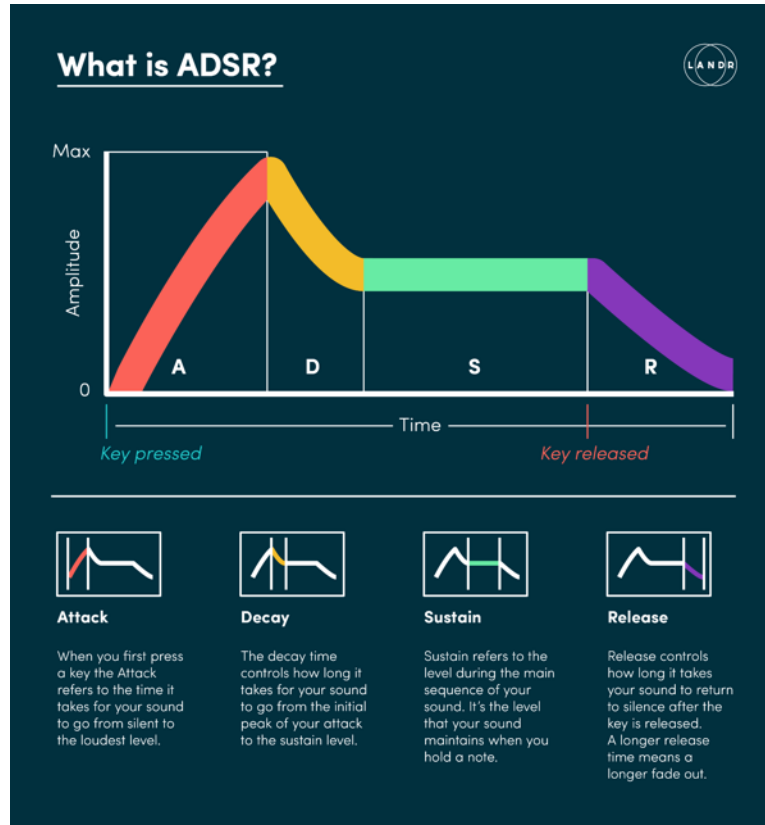 What is ADSR?
LANDR
Max
Amplitude
0
A
D
S
R
Time
Key pressed
Key released
Attack
When you first press
a key the Attack
refers to the time it
takes for your sound
to go from silent to
the loudest level.
Decay
The decay time
controls how long it
takes for your sound
to go from the initial
peak of your attack
to the sustain level.
Sustain
Sustain refers to the
level during the main
sequence of your
sound. It's the level
that your sound
maintains when you
hold a note.
Release
Release controls
how long it takes
your sound to return
to silence after the
key is released.
A longer release
time means a
longer fade out.